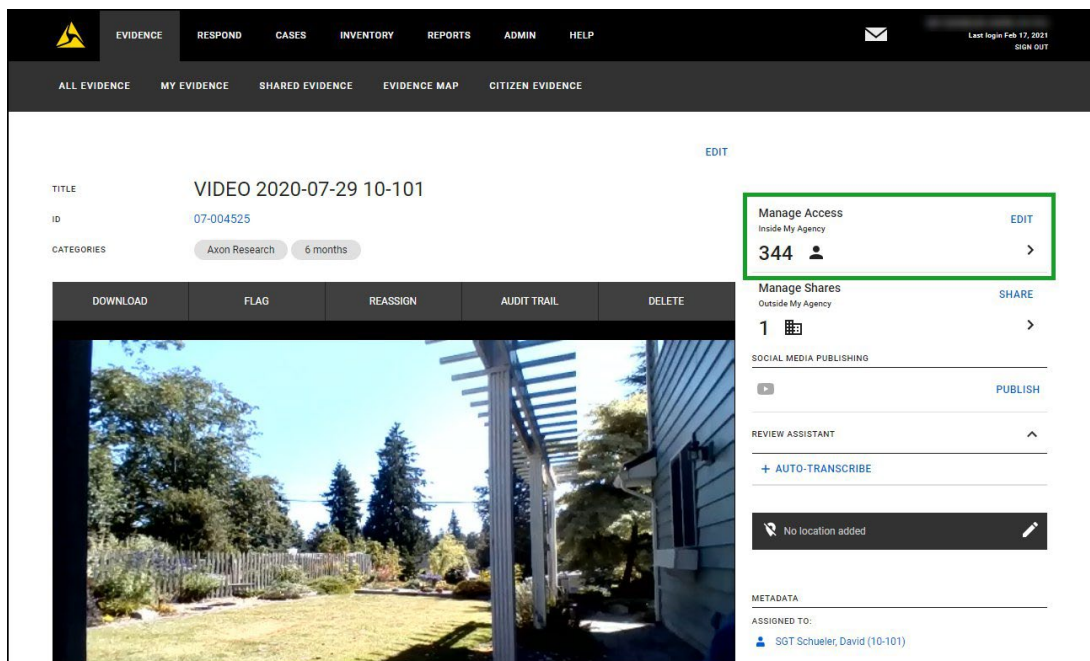 EVIDENCE RESPOND CASES INVENTORY REPORTS ADMIN HELP
Last login Feb 17, 2021
SIGN OUT
ALL EVIDENCE MY EVIDENCE SHARED EVIDENCE EVIDENCE MAP CITIZEN EVIDENCE
EDIT
TITLE VIDEO 2020-07-29 10-101
ID 07-004525
CATEGORIES Axon Research 6 months
DOWNLOAD FLAG REASSIGN AUDIT TRAIL DELETE
Manage Access
Inside My Agency
EDIT
344
Manage Shares
Outside My Agency
SHARE
1
SOCIAL MEDIA PUBLISHING
PUBLISH
REVIEW ASSISTANT
+ AUTO-TRANSCRIBE
No location added
METADATA
ASSIGNED TO:
SGT Schueler, David (10-101)